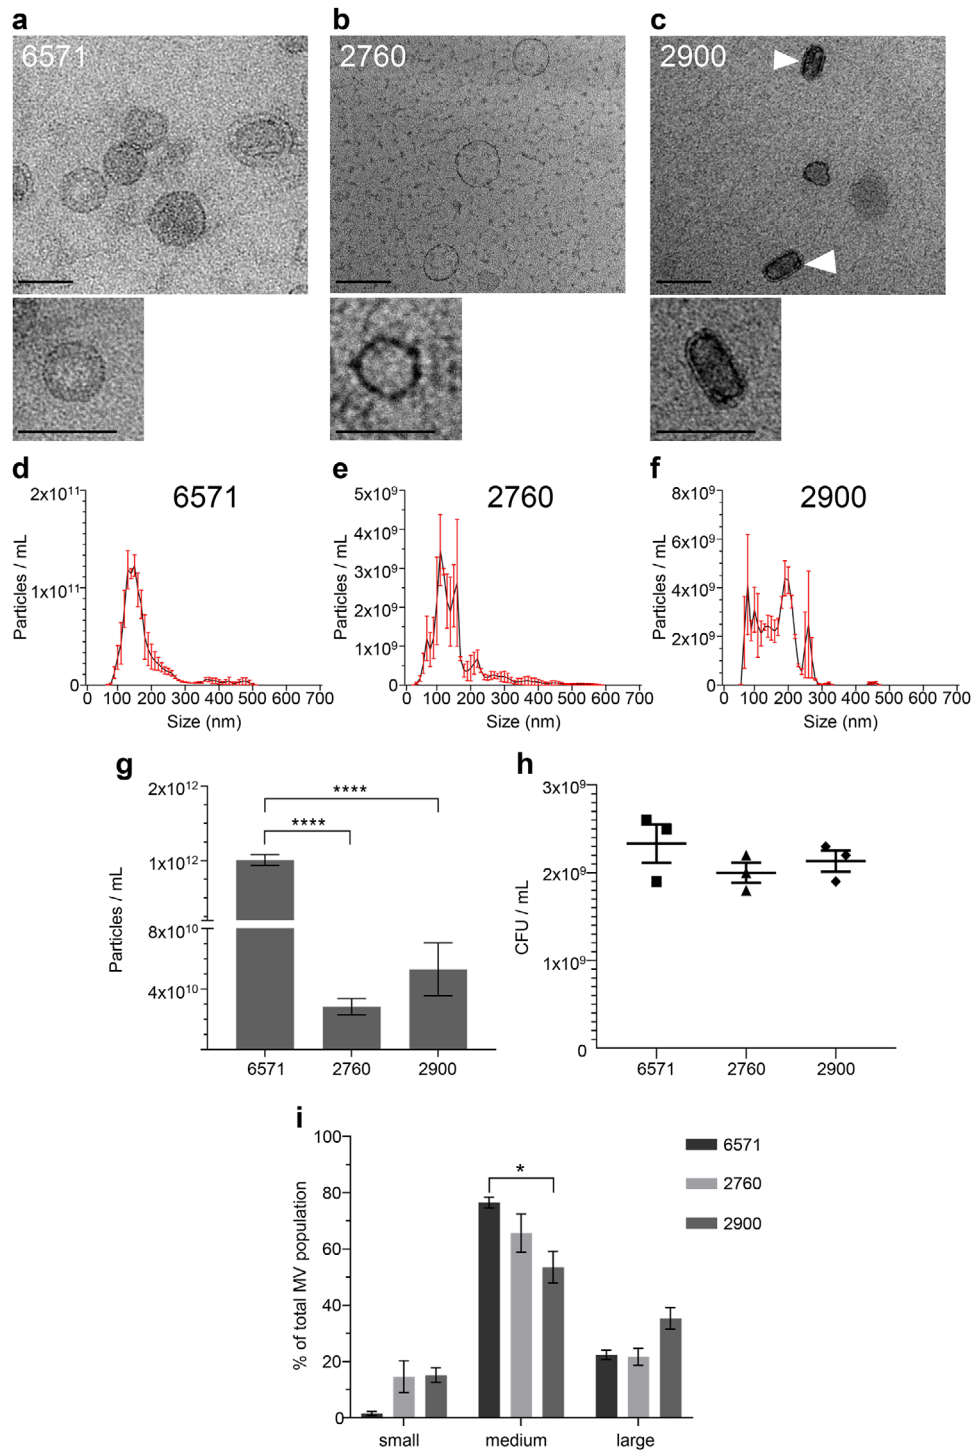 a
b
c
6571
2760
2900
d
e
f
6571
2760
2900
2x10¹¹
1x10¹¹
0
Particles / mL
0 100 200 300 400 500 600 700
Size (nm)
5x10⁹
4x10⁹
3x10⁹
2x10⁹
1x10⁹
0
Particles / mL
0 100 200 300 400 500 600 700
Size (nm)
8x10⁹
6x10⁹
4x10⁹
2x10⁹
0
Particles / mL
0 100 200 300 400 500 600 700
Size (nm)
g
2x10¹²
1x10¹²
8x10¹⁰
4x10¹⁰
Particles / mL
****
****
6571 2760 2900
h
3x10⁹
2x10⁹
1x10⁹
0
CFU / mL
6571 2760 2900
i
100
80
60
40
20
0
% of total MV population
*
small medium large
6571
2760
2900